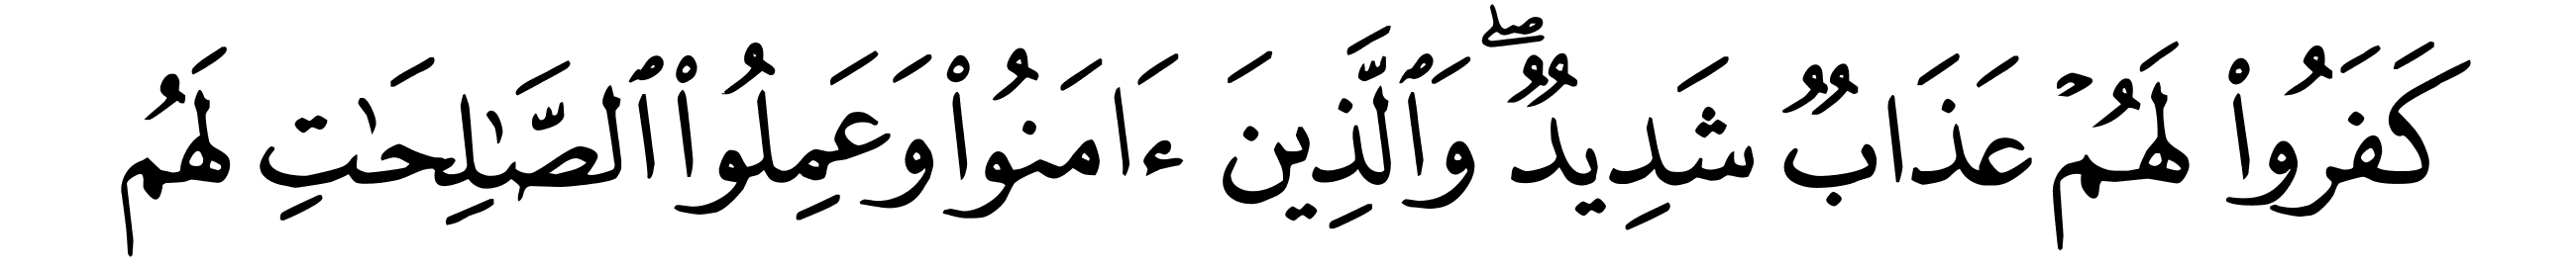 كَفَرُوا۟ لَهُمْ عَذَابٌۭ شَدِيدٌۭ ۖ وَٱلَّذِينَ ءَامَنُوا۟ وَعَمِلُوا۟ ٱلصَّـٰلِحَـٰتِ لَهُم